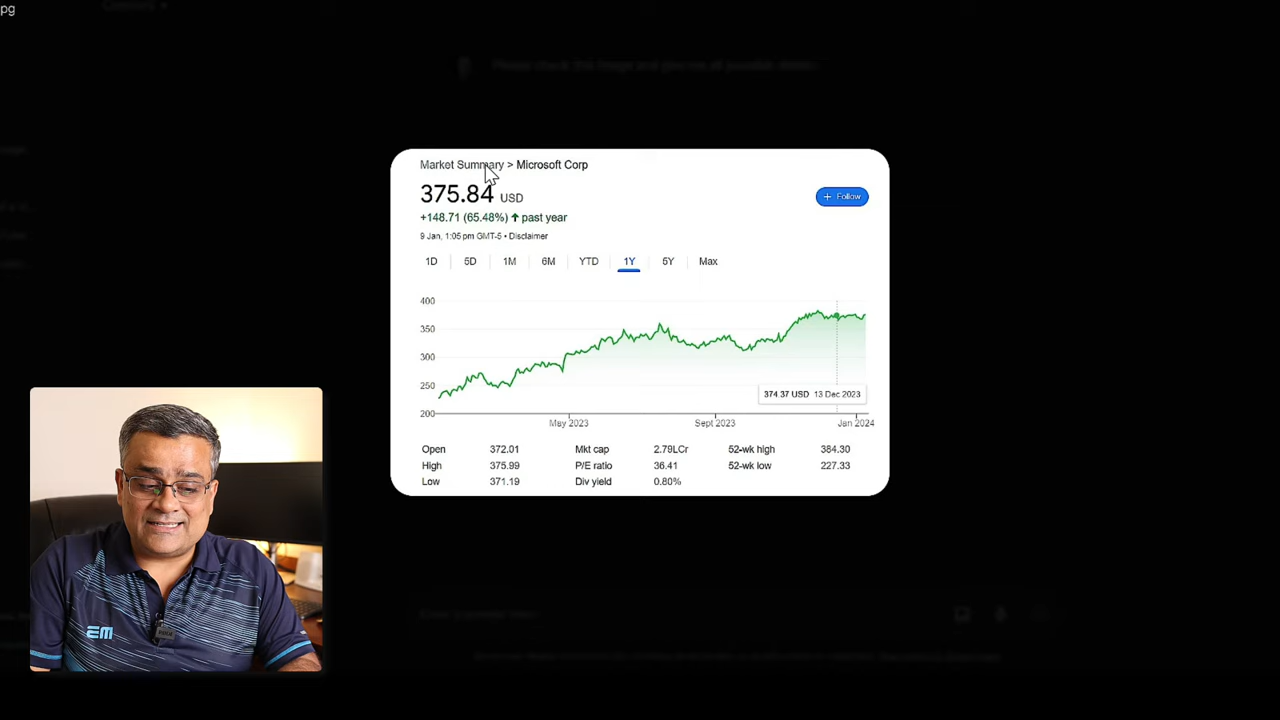 pg
Market Summary > Microsoft Corp
375.84 USD
+ Follow
+148.71 (65.48%) ↑ past year
9 Jan, 1:05 pm GMT-5 • Disclaimer
1D 5D 1M 6M YTD 1Y 5Y Max
400
350
300
250
200
374.37 USD 13 Dec 2023
May 2023 Sept 2023 Jan 2024
Open 372.01 Mkt cap 2.79LCr 52-wk high 384.30
High 375.99 P/E ratio 36.41 52-wk low 227.33
Low 371.19 Div yield 0.80%
EM